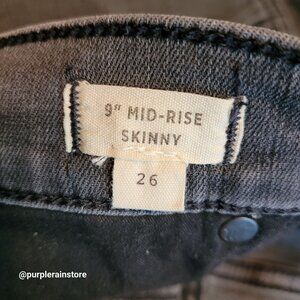 9" MID-RISE
SKINNY
26
@purplerainstore